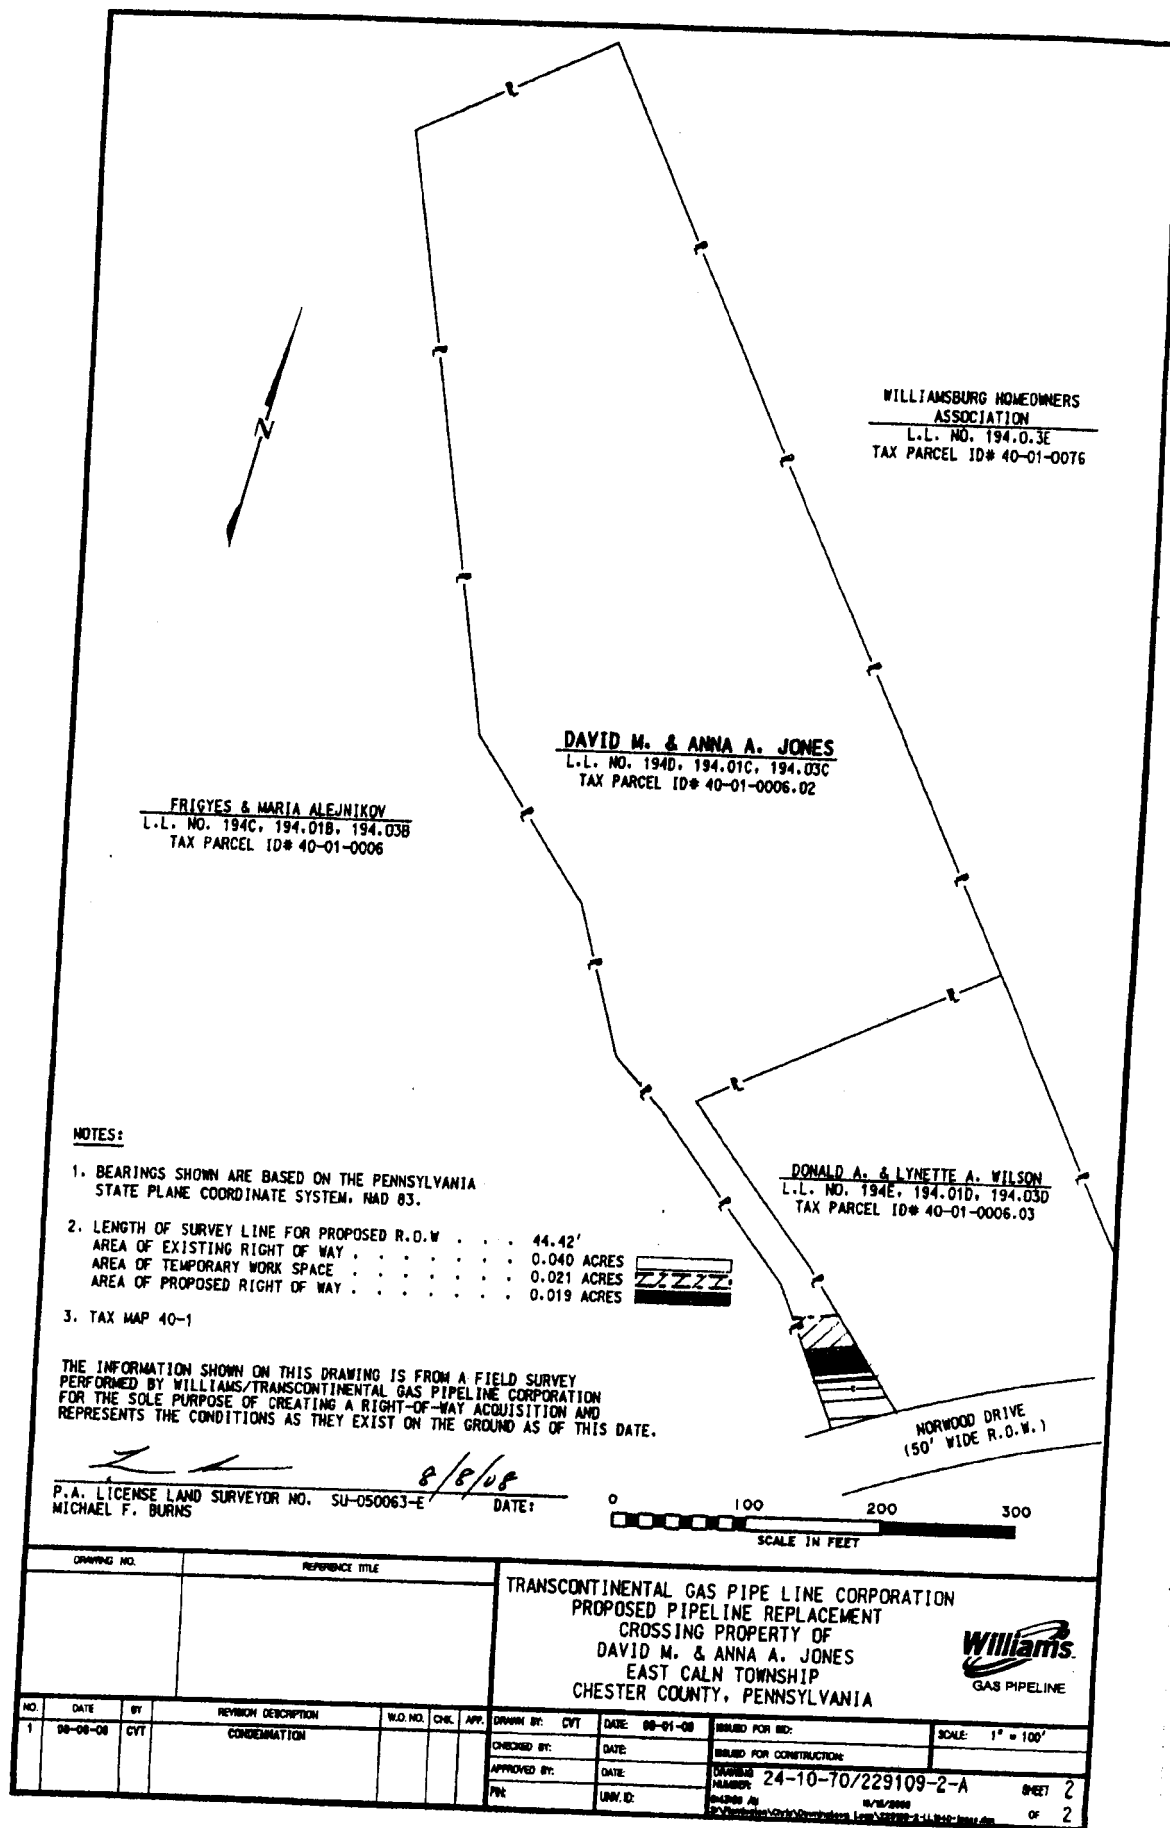 N
WILLIAMSBURG HOMEOWNERS
ASSOCIATION
L.L. NO. 194.0.3E
TAX PARCEL ID# 40-01-0076
DAVID M. & ANNA A. JONES
L.L. NO. 194D, 194.01C, 194.03C
TAX PARCEL ID# 40-01-0006.02
FRIGYES & MARIA ALEJNIKOV
L.L. NO. 194C, 194.01B, 194.03B
TAX PARCEL ID# 40-01-0006
DONALD A. & LYNETTE A. WILSON
L.L. NO. 194E, 194.01D, 194.03D
TAX PARCEL ID# 40-01-0006.03
NOTES:
1. BEARINGS SHOWN ARE BASED ON THE PENNSYLVANIA
STATE PLANE COORDINATE SYSTEM, NAD 83.
2. LENGTH OF SURVEY LINE FOR PROPOSED R.O.W . . . 44.42'
AREA OF EXISTING RIGHT OF WAY . . . . . . . 0.040 ACRES
AREA OF TEMPORARY WORK SPACE . . . . . . . 0.021 ACRES
AREA OF PROPOSED RIGHT OF WAY . . . . . . . 0.019 ACRES
3. TAX MAP 40-1
THE INFORMATION SHOWN ON THIS DRAWING IS FROM A FIELD SURVEY
PERFORMED BY WILLIAMS/TRANSCONTINENTAL GAS PIPELINE CORPORATION
FOR THE SOLE PURPOSE OF CREATING A RIGHT-OF-WAY ACQUISITION AND
REPRESENTS THE CONDITIONS AS THEY EXIST ON THE GROUND AS OF THIS DATE.
NORWOOD DRIVE
(50' WIDE R.O.W.)
8/8/08
P.A. LICENSE LAND SURVEYOR NO. SU-050063-E DATE:
MICHAEL F. BURNS
0 100 200 300
SCALE IN FEET
DRAWING NO. REFERENCE TITLE
TRANSCONTINENTAL GAS PIPE LINE CORPORATION
PROPOSED PIPELINE REPLACEMENT
CROSSING PROPERTY OF
DAVID M. & ANNA A. JONES
EAST CALN TOWNSHIP
CHESTER COUNTY, PENNSYLVANIA
Williams
GAS PIPELINE
NO. DATE BY REVISION DESCRIPTION W.O. NO. CHK. APP.
1 CVT CONDEMNATION
DRAWN BY: CVT DATE: ISSUED FOR BID: SCALE: 1" = 100'
CHECKED BY: DATE: ISSUED FOR CONSTRUCTION:
APPROVED BY: DATE: DRAWING NUMBER: 24-10-70/229109-2-A SHEET 2
UNIV. ID: OF 2